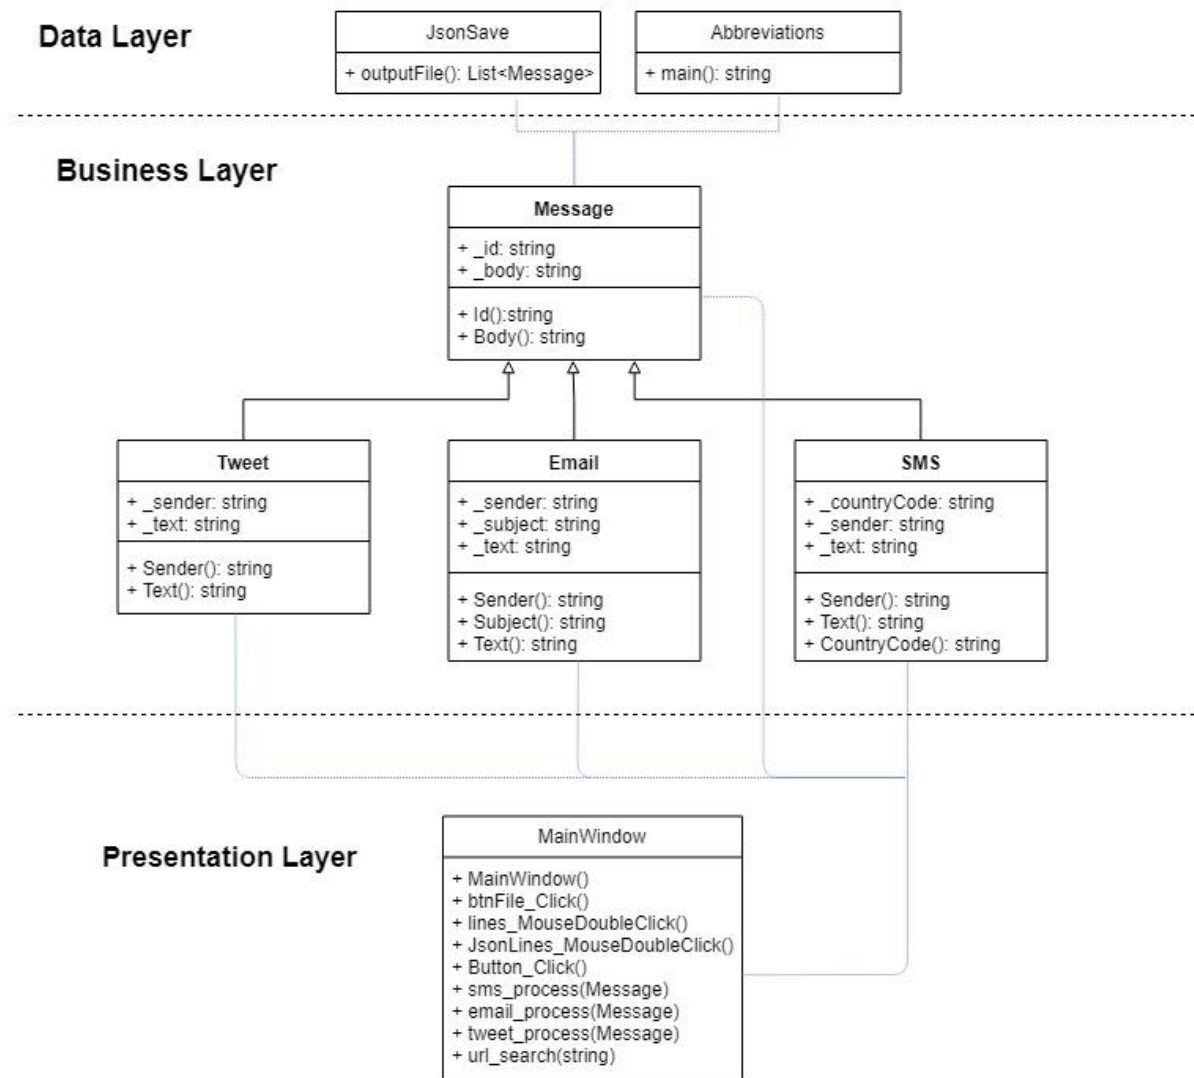 Data Layer
JsonSave
+ outputFile(): List<Message>
Abbreviations
+ main(): string
Business Layer
Message
+ _id: string
+ _body: string
+ Id():string
+ Body(): string
Tweet
+ _sender: string
+ _text: string
+ Sender(): string
+ Text(): string
Email
+ _sender: string
+ _subject: string
+ _text: string
+ Sender(): string
+ Subject(): string
+ Text(): string
SMS
+ _countryCode: string
+ _sender: string
+ _text: string
+ Sender(): string
+ Text(): string
+ CountryCode(): string
Presentation Layer
MainWindow
+ MainWindow()
+ btnFile_Click()
+ lines_MouseDoubleClick()
+ JsonLines_MouseDoubleClick()
+ Button_Click()
+ sms_process(Message)
+ email_process(Message)
+ tweet_process(Message)
+ url_search(string)